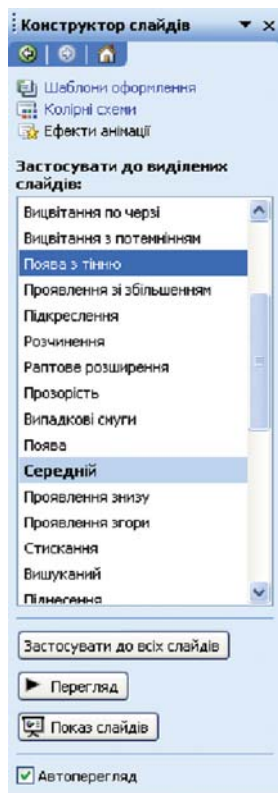 Конструктор слайдів
Шаблони оформлення
Колірні схеми
Ефекти анімації
Застосувати до виділених
слайдів:
Вицвітання по черзі
Вицвітання з потемнінням
Поява з тінню
Проявлення зі збільшенням
Підкреслення
Розчинення
Раптове розширення
Прозорість
Випадкові смуги
Поява
Середній
Проявлення знизу
Проявлення згори
Стискання
Вишуканий
Піднесення
Застосувати до всіх слайдів
Перегляд
Показ слайдів
Автоперегляд